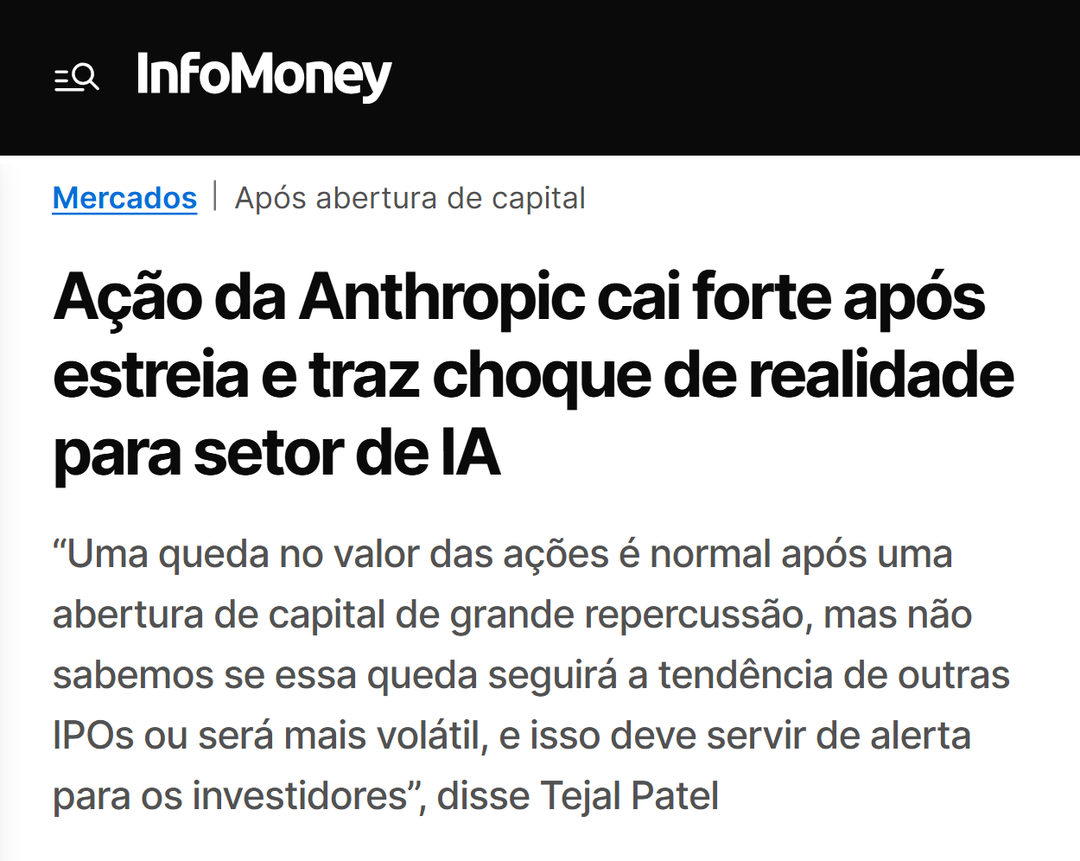 InfoMoney
Mercados | Após abertura de capital
Ação da Anthropic cai forte após
estreia e traz choque de realidade
para setor de IA
“Uma queda no valor das ações é normal após uma
abertura de capital de grande repercussão, mas não
sabemos se essa queda seguirá a tendência de outras
IPOs ou será mais volátil, e isso deve servir de alerta
para os investidores”, disse Tejal Patel